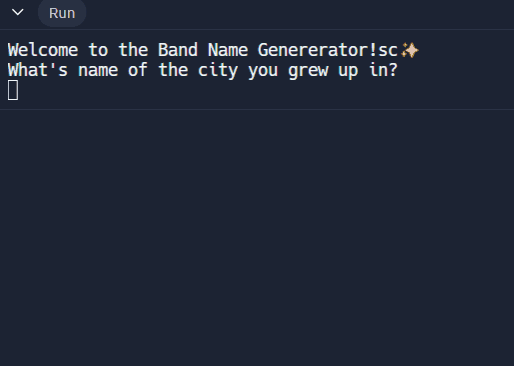 Run
Welcome to the Band Name Genererator!sc✨
What's name of the city you grew up in?